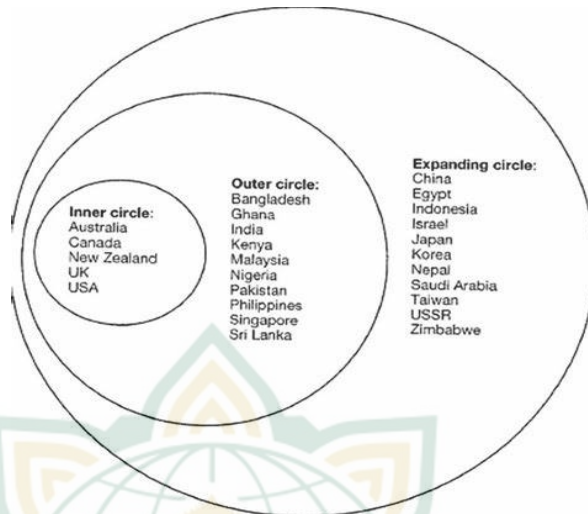 Inner circle:
Australia
Canada
New Zealand
UK
USA
Outer circle:
Bangladesh
Ghana
India
Kenya
Malaysia
Nigeria
Pakistan
Philippines
Singapore
Sri Lanka
Expanding circle:
China
Egypt
Indonesia
Israel
Japan
Korea
Nepal
Saudi Arabia
Taiwan
USSR
Zimbabwe